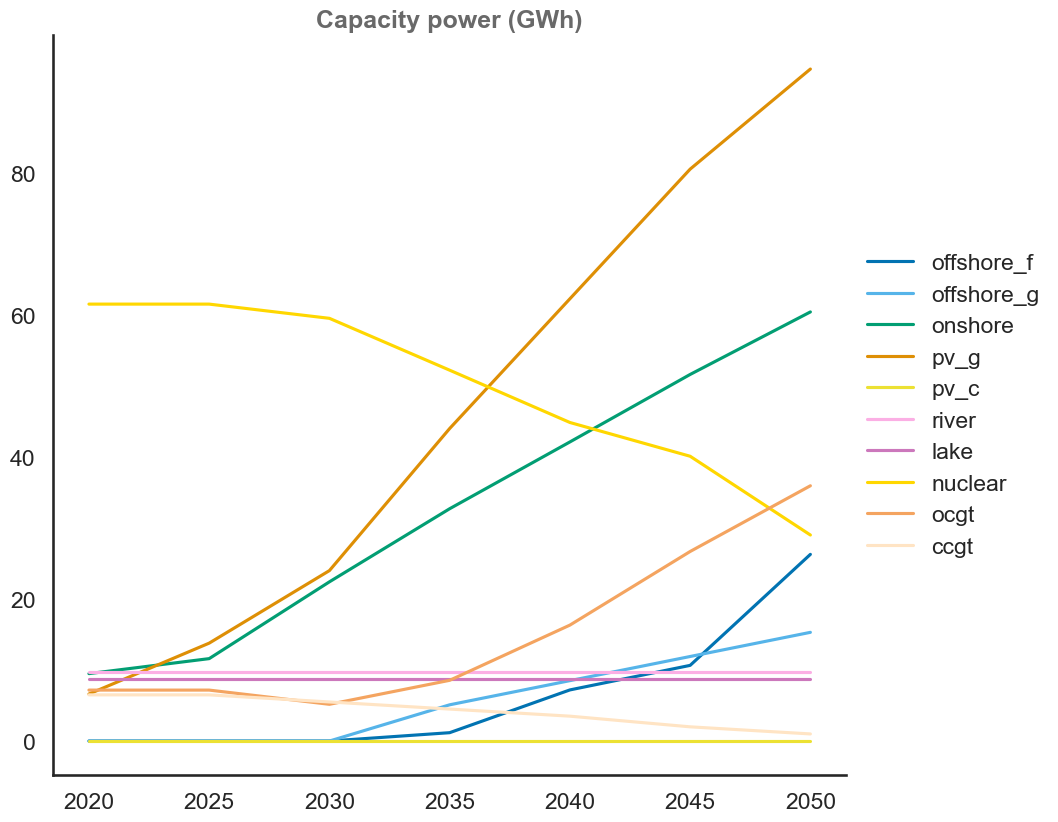 Capacity power (GWh)
80
60
40
20
0
2020 2025 2030 2035 2040 2045 2050
offshore_f
offshore_g
onshore
pv_g
pv_c
river
lake
nuclear
ocgt
ccgt